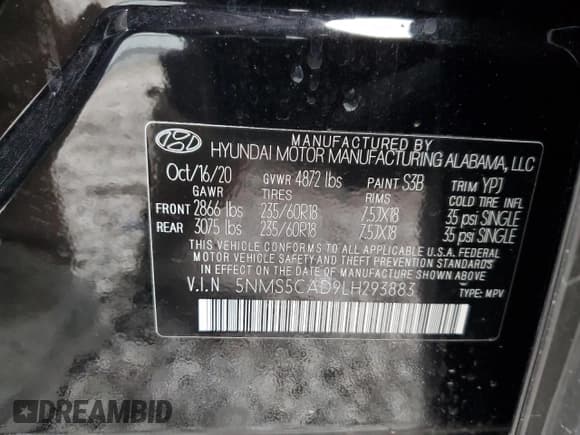 MANUFACTURED BY
HYUNDAI MOTOR MANUFACTURING ALABAMA, LLC
Oct/16/20 GVWR 4872 lbs PAINT S3B TRIM YPJ
GAWR TIRES RIMS COLD TIRE INFL
FRONT 2866 lbs 235/60R18 7.5JX18 35 psi SINGLE
REAR 3075 lbs 235/60R18 7.5JX18 35 psi SINGLE
THIS VEHICLE CONFORMS TO ALL APPLICABLE U.S.A. FEDERAL
MOTOR VEHICLE SAFETY AND THEFT PREVENTION STANDARDS
IN EFFECT ON THE DATE OF MANUFACTURE SHOWN ABOVE.
V.I.N 5NMS5CAD9LH293883 TYPE: MPV
DREAMBID